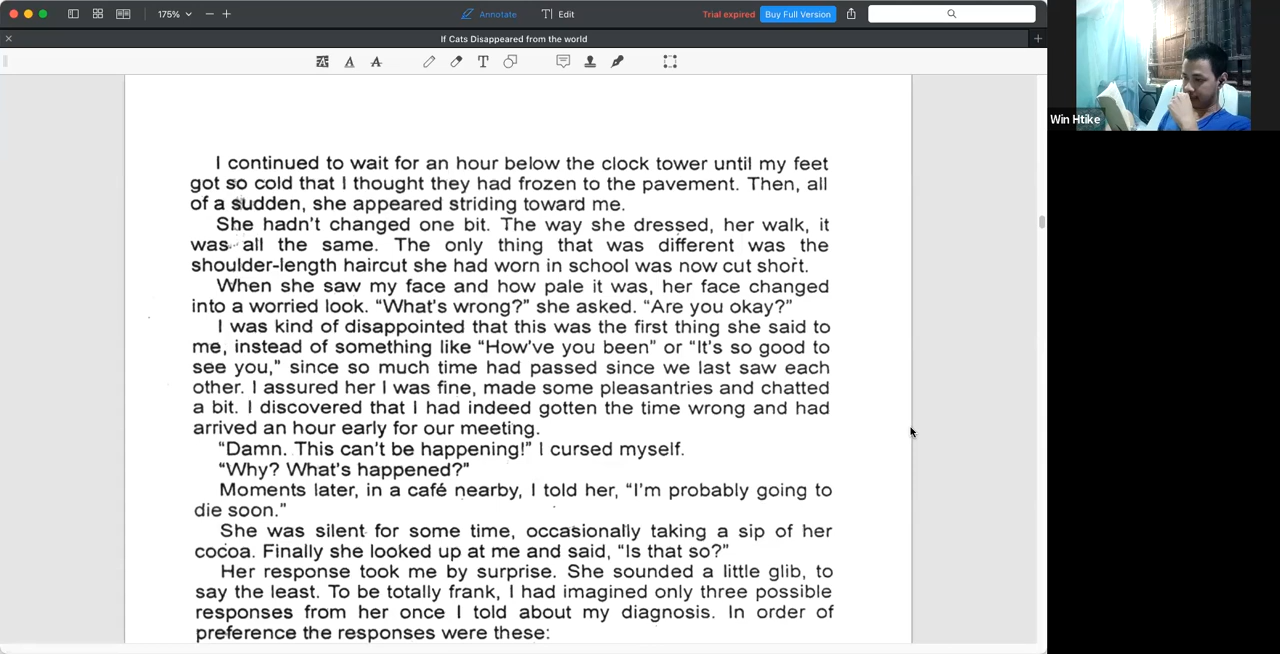 175%
Annotate
Edit
Trial expired
Buy Full Version
If Cats Disappeared from the world
Win Htike
I continued to wait for an hour below the clock tower until my feet
got so cold that I thought they had frozen to the pavement. Then, all
of a sudden, she appeared striding toward me.
She hadn't changed one bit. The way she dressed, her walk, it
was all the same. The only thing that was different was the
shoulder-length haircut she had worn in school was now cut short.
When she saw my face and how pale it was, her face changed
into a worried look. “What's wrong?” she asked. “Are you okay?”
I was kind of disappointed that this was the first thing she said to
me, instead of something like “How've you been” or “It's so good to
see you,” since so much time had passed since we last saw each
other. I assured her I was fine, made some pleasantries and chatted
a bit. I discovered that I had indeed gotten the time wrong and had
arrived an hour early for our meeting.
“Damn. This can't be happening!” I cursed myself.
“Why? What's happened?”
Moments later, in a café nearby, I told her, “I'm probably going to
die soon.”
She was silent for some time, occasionally taking a sip of her
cocoa. Finally she looked up at me and said, “Is that so?”
Her response took me by surprise. She sounded a little glib, to
say the least. To be totally frank, I had imagined only three possible
responses from her once I told about my diagnosis. In order of
preference the responses were these: